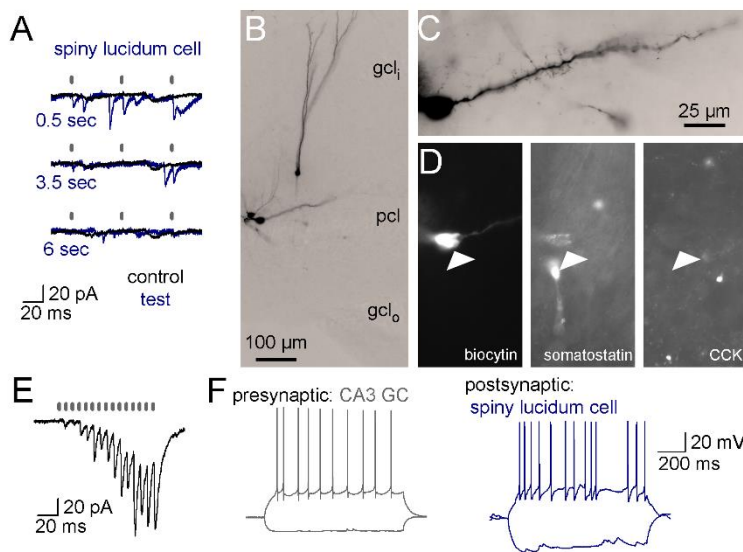 A
spiny lucidum cell
0.5 sec
3.5 sec
6 sec
control
test
20 pA
20 ms
B
gcli
pcl
gclo
100 µm
C
25 µm
D
biocytin
somatostatin
CCK
E
20 pA
20 ms
F
presynaptic: CA3 GC
postsynaptic:
spiny lucidum cell
20 mV
200 ms